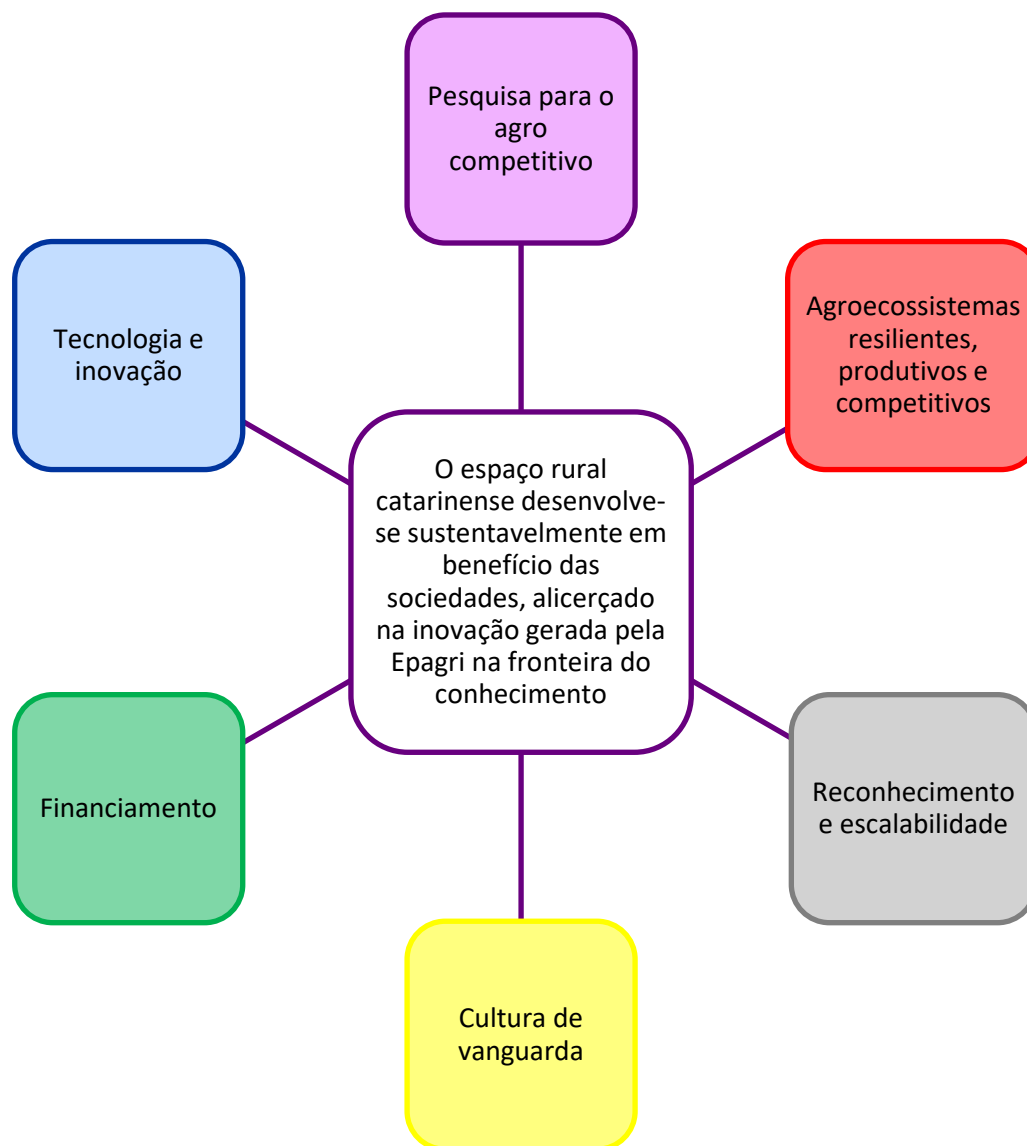 Pesquisa para o
agro
competitivo
Tecnologia e
inovação
Agroecossistemas
resilientes,
produtivos e
competitivos
O espaço rural
catarinense desenvolve-
se sustentavelmente em
benefício das
sociedades, alicerçado
na inovação gerada pela
Epagri na fronteira do
conhecimento
Financiamento
Reconhecimento
e escalabilidade
Cultura de
vanguarda